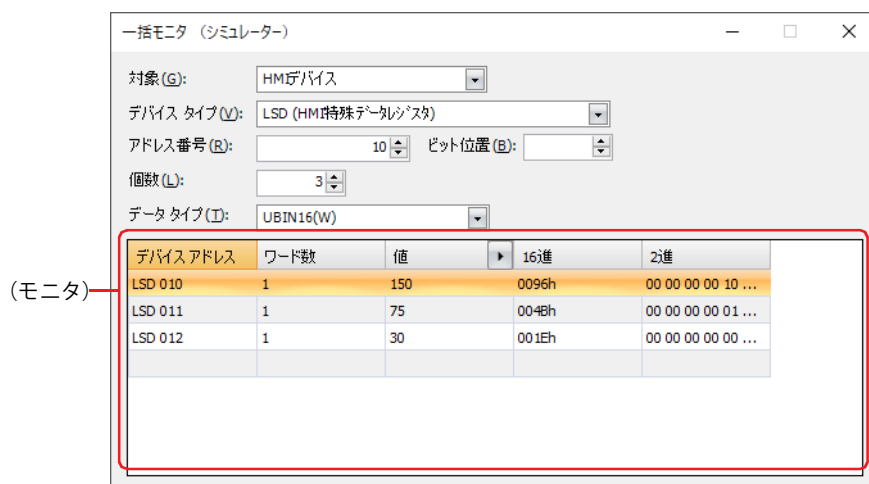 一括モニタ （シミュレーター）
対象(G): HMIデバイス
デバイス タイプ(V): LSD (HMI特殊データレジスタ)
アドレス番号(R): 10 ビット位置(B):
個数(L): 3
データ タイプ(T): UBIN16(W)
デバイス アドレス ワード数 値 16進 2進
LSD 010 1 150 0096h 00 00 00 00 10 ...
LSD 011 1 75 004Bh 00 00 00 00 01 ...
(モニタ)
LSD 012 1 30 001Eh 00 00 00 00 00 ...